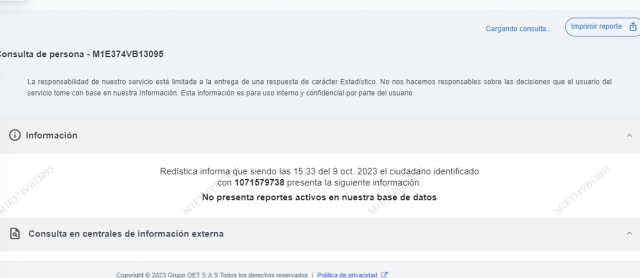 Cargando consulta...
Imprimir reporte
Consulta de persona - M1E374VB13095
La responsabilidad de nuestro servicio está limitada a la entrega de una respuesta de carácter Estadístico. No nos hacemos responsables sobre las decisiones que el usuario del
servicio tome con base en nuestra Información. Esta información es para uso interno y confidencial por parte del usuario.
Información
Redística informa que siendo las 15:33 del 9 oct. 2023 el ciudadano identificado
con 1071579738 presenta la siguiente información.
No presenta reportes activos en nuestra base de datos
M1E374VB13095
M1E374VB13095
M1E374VB13095
M1E374VB13095
Consulta en centrales de información externa
Copyright © 2023 Grupo OET S.A.S Todos los derechos reservados | Política de privacidad